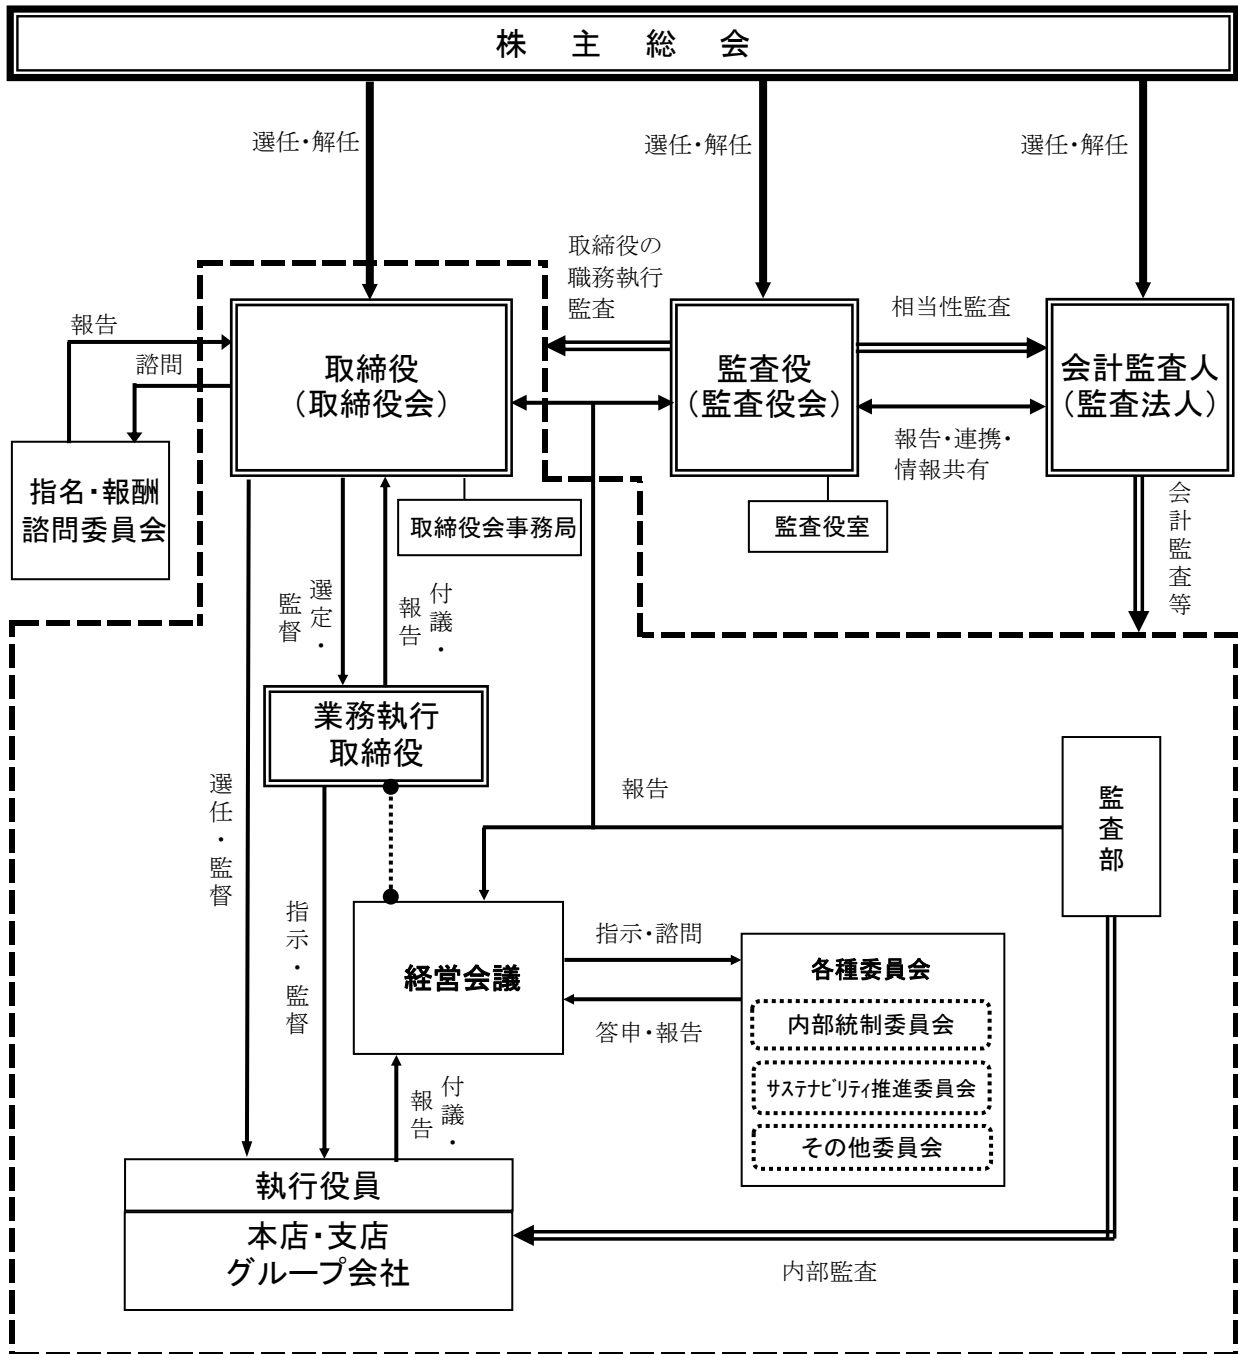 株主総会
選任・解任
選任・解任
選任・解任
取締役の
職務執行
監査
相当性監査
報告
諮問
取締役
（取締役会）
監査役
（監査役会）
会計監査人
（監査法人）
報告・連携・
情報共有
指名・報酬
諮問委員会
取締役会事務局
監査役室
会計監査等
選定・
監督
付議・
報告
業務執行
取締役
選任・監督
報告
監査部
指示・監督
経営会議
指示・諮問
答申・報告
各種委員会
内部統制委員会
ｻｽﾃﾅﾋﾞﾘﾃｨ推進委員会
その他委員会
付議・
報告
執行役員
本店・支店
グループ会社
内部監査